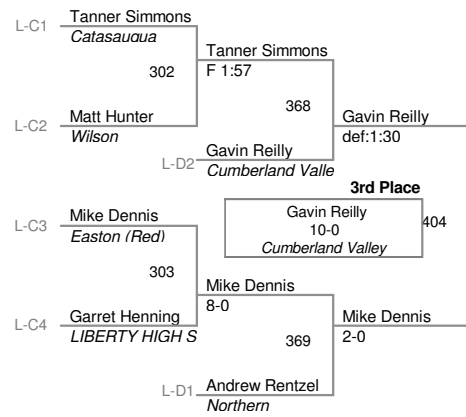 L-C1 Tanner Simmons
Catasauqua
302
Tanner Simmons
F 1:57
L-C2 Matt Hunter
Wilson
368
Gavin Reilly
def:1:30
L-D2 Gavin Reilly
Cumberland Valle
3rd Place
Gavin Reilly
10-0
Cumberland Valley
404
L-C3 Mike Dennis
Easton (Red)
303
Mike Dennis
8-0
L-C4 Garret Henning
LIBERTY HIGH S
369
Mike Dennis
2-0
L-D1 Andrew Rentzel
Northern